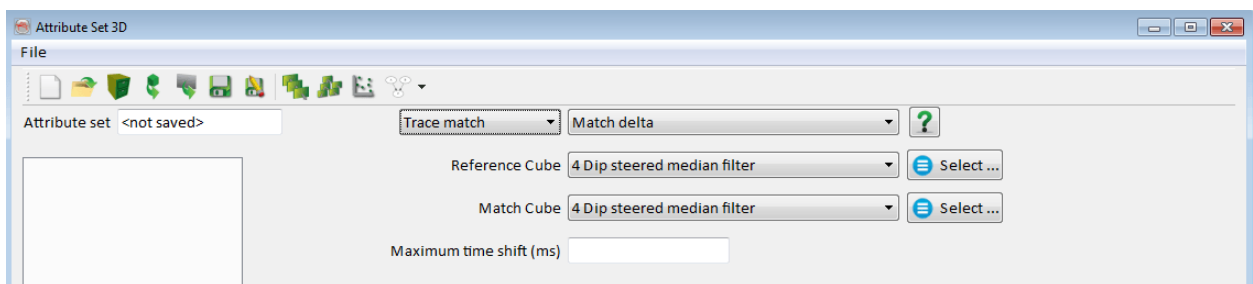 Attribute Set 3D
File
Attribute set <not saved> Trace match Match delta ?
Reference Cube 4 Dip steered median filter Select ...
Match Cube 4 Dip steered median filter Select ...
Maximum time shift (ms)